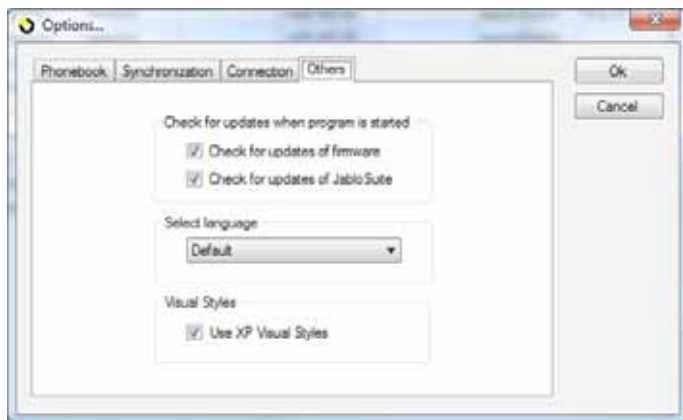 Options...
Phonebook Synchronization Connection Others
Ok
Cancel
Check for updates when program is started
Check for updates of firmware
Check for updates of JabloSuite
Select language
Default
Visual Styles
Use XP Visual Styles